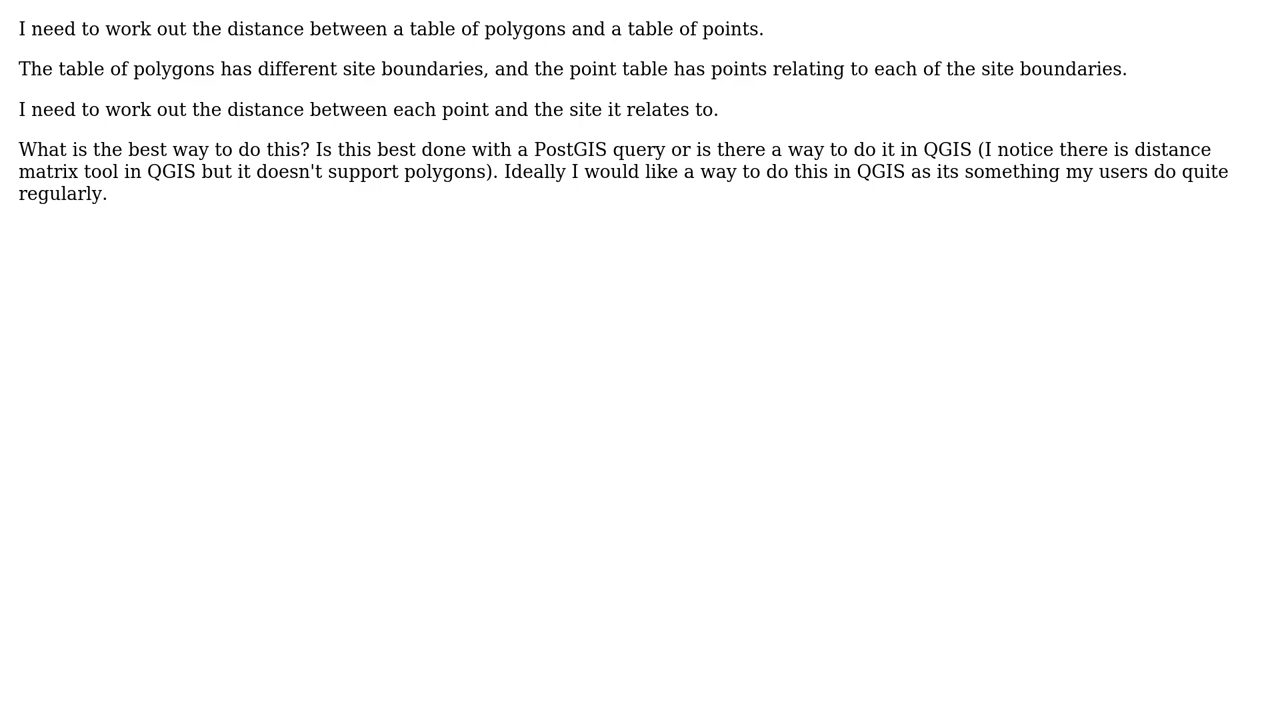 I need to work out the distance between a table of polygons and a table of points.
The table of polygons has different site boundaries, and the point table has points relating to each of the site boundaries.
I need to work out the distance between each point and the site it relates to.
What is the best way to do this? Is this best done with a PostGIS query or is there a way to do it in QGIS (I notice there is distance
matrix tool in QGIS but it doesn't support polygons). Ideally I would like a way to do this in QGIS as its something my users do quite
regularly.